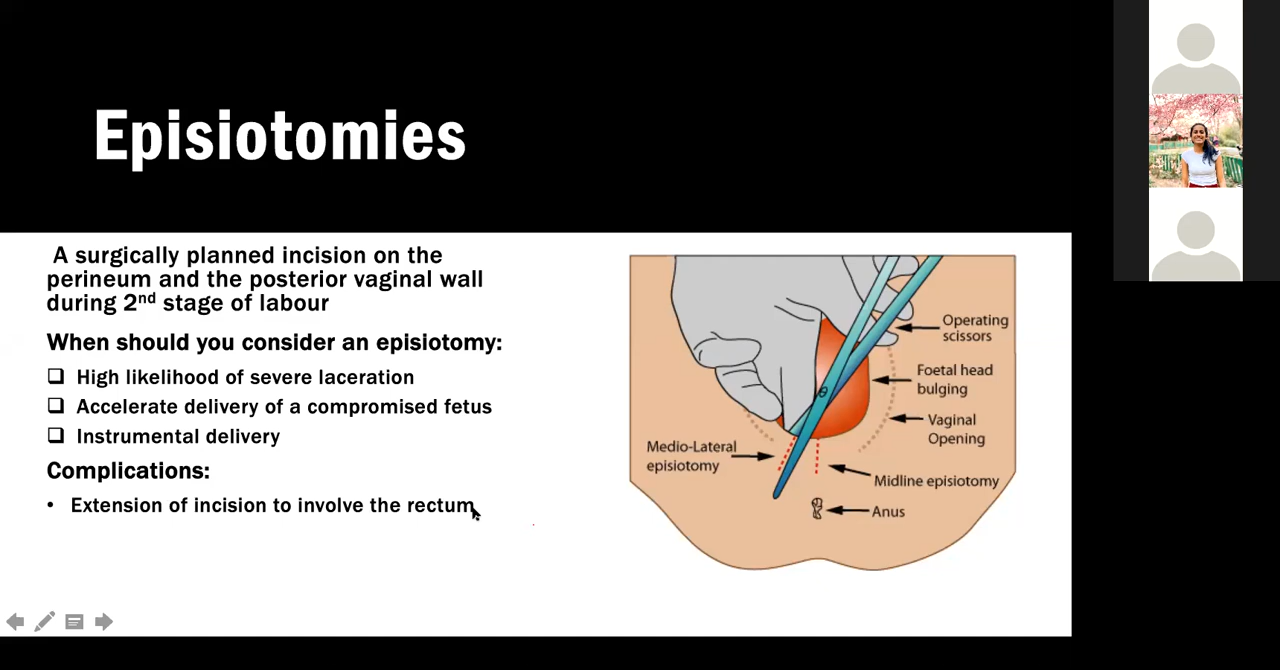 Episiotomies
A surgically planned incision on the
perineum and the posterior vaginal wall
during 2nd stage of labour
When should you consider an episiotomy:
High likelihood of severe laceration
Accelerate delivery of a compromised fetus
Instrumental delivery
Complications:
• Extension of incision to involve the rectum
Operating
scissors
Foetal head
bulging
Vaginal
Opening
Medio-Lateral
episiotomy
Midline episiotomy
Anus